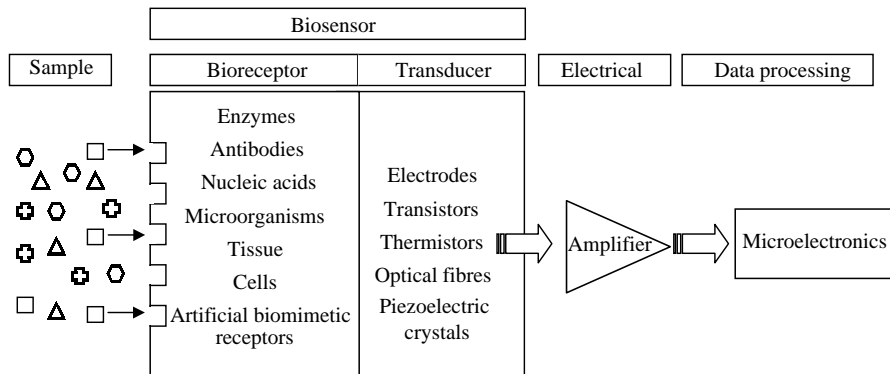 Biosensor
Sample
Bioreceptor
Transducer
Electrical
Data processing
Enzymes
Antibodies
Nucleic acids
Microorganisms
Tissue
Cells
Artificial biomimetic
receptors
Electrodes
Transistors
Thermistors
Optical fibres
Piezoelectric
crystals
Amplifier
Microelectronics